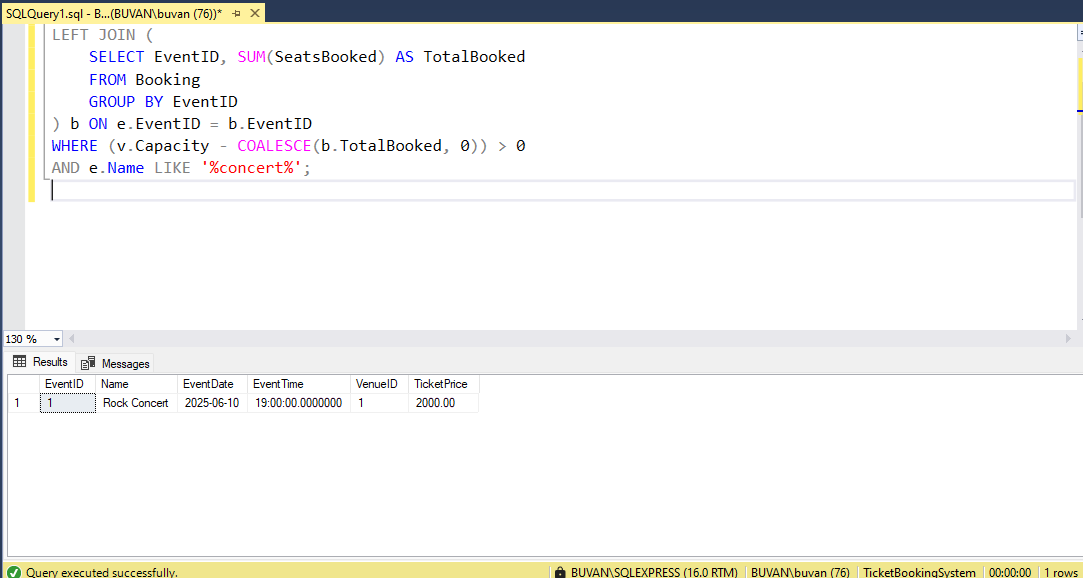 SQLQuery1.sql - B...(BUVAN\buvan (76))*
LEFT JOIN (
    SELECT EventID, SUM(SeatsBooked) AS TotalBooked
    FROM Booking
    GROUP BY EventID
) b ON e.EventID = b.EventID
WHERE (v.Capacity - COALESCE(b.TotalBooked, 0)) > 0
AND e.Name LIKE '%concert%';
130 %
Results Messages
EventID Name EventDate EventTime VenueID TicketPrice
1 1 Rock Concert 2025-06-10 19:00:00.0000000 1 2000.00
Query executed successfully. BUVAN\SQLEXPRESS (16.0 RTM) BUVAN\buvan (76) TicketBookingSystem 00:00:00 1 rows